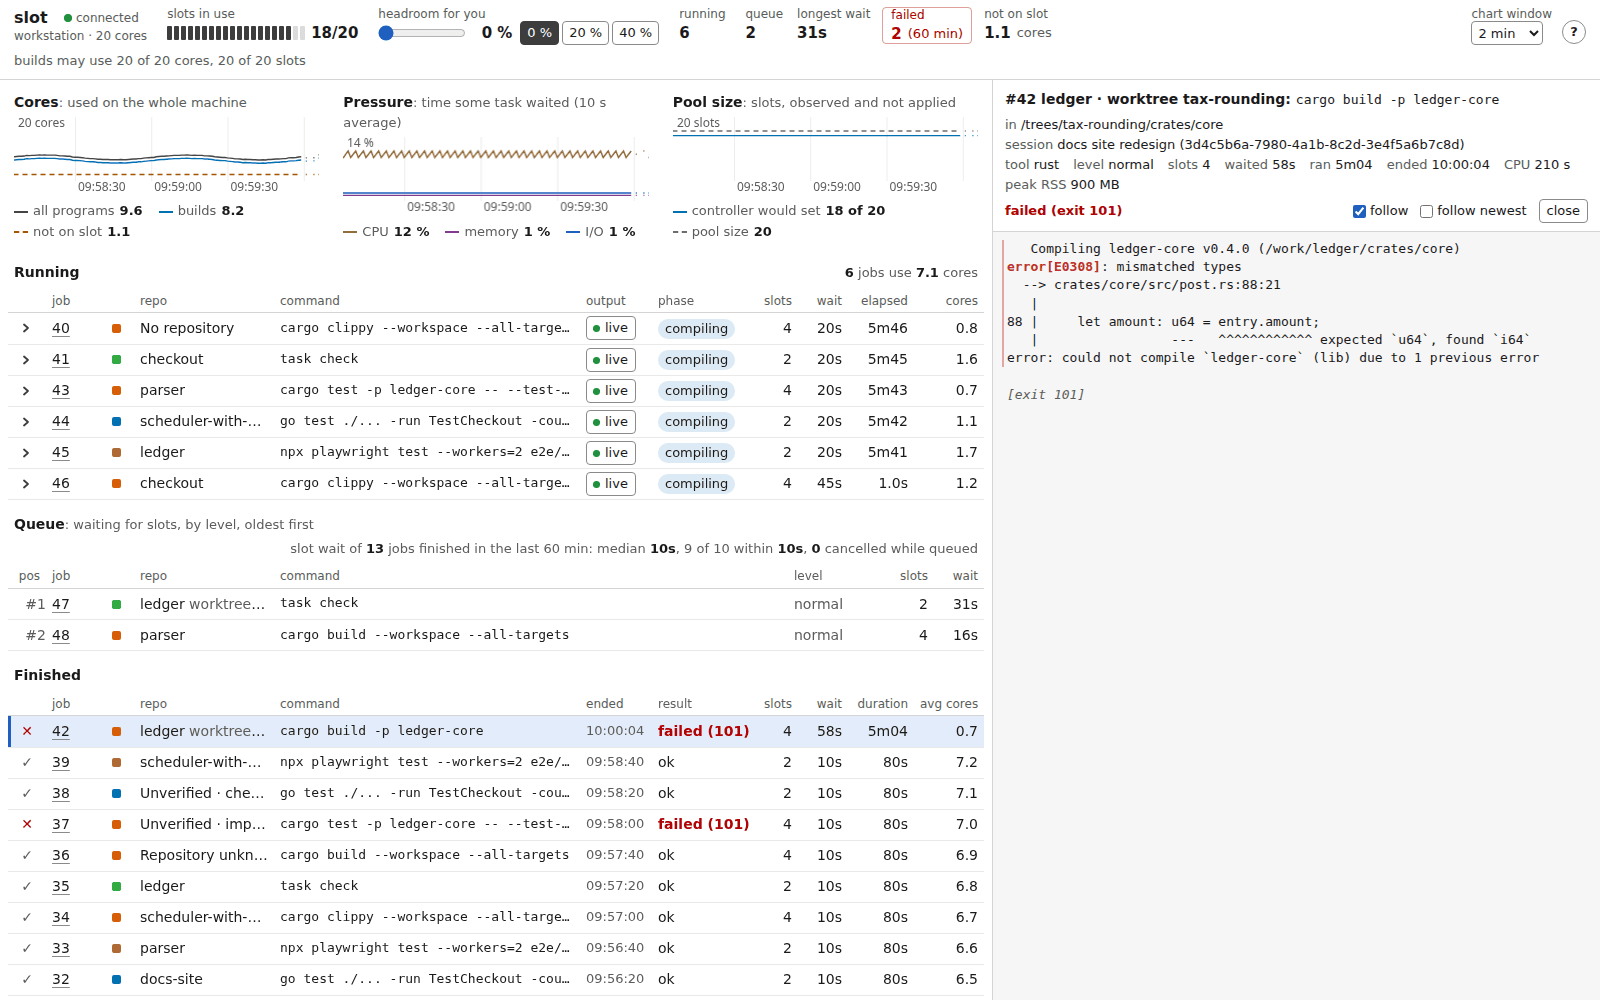 slot connected
workstation · 20 cores
slots in use
18/20
headroom for you
0 % 0 % 20 % 40 %
running
6
queue
2
longest wait
31s
failed
2 (60 min)
not on slot
1.1 cores
chart window
2 min
?
builds may use 20 of 20 cores, 20 of 20 slots
Cores: used on the whole machine
20 cores
09:58:30 09:59:00 09:59:30
all programs 9.6 builds 8.2
not on slot 1.1
Pressure: time some task waited (10 s
average)
14 %
09:58:30 09:59:00 09:59:30
CPU 12 % memory 1 % I/O 1 %
Pool size: slots, observed and not applied
20 slots
09:58:30 09:59:00 09:59:30
controller would set 18 of 20
pool size 20
Running 6 jobs use 7.1 cores
job repo command output phase slots wait elapsed cores
40 No repository cargo clippy --workspace --all-targe… live compiling 4 20s 5m46 0.8
41 checkout task check live compiling 2 20s 5m45 1.6
43 parser cargo test -p ledger-core -- --test-… live compiling 4 20s 5m43 0.7
44 scheduler-with-… go test ./... -run TestCheckout -cou… live compiling 2 20s 5m42 1.1
45 ledger npx playwright test --workers=2 e2e/… live compiling 2 20s 5m41 1.7
46 checkout cargo clippy --workspace --all-targe… live compiling 4 45s 1.0s 1.2
Queue: waiting for slots, by level, oldest first
slot wait of 13 jobs finished in the last 60 min: median 10s, 9 of 10 within 10s, 0 cancelled while queued
pos job repo command level slots wait
#1 47 ledger worktree… task check normal 2 31s
#2 48 parser cargo build --workspace --all-targets normal 4 16s
Finished
job repo command ended result slots wait duration avg cores
✕ 42 ledger worktree… cargo build -p ledger-core 10:00:04 failed (101) 4 58s 5m04 0.7
✓ 39 scheduler-with-… npx playwright test --workers=2 e2e/… 09:58:40 ok 2 10s 80s 7.2
✓ 38 Unverified · che… go test ./... -run TestCheckout -cou… 09:58:20 ok 2 10s 80s 7.1
✕ 37 Unverified · imp… cargo test -p ledger-core -- --test-… 09:58:00 failed (101) 4 10s 80s 7.0
✓ 36 Repository unkn… cargo build --workspace --all-targets 09:57:40 ok 4 10s 80s 6.9
✓ 35 ledger task check 09:57:20 ok 2 10s 80s 6.8
✓ 34 scheduler-with-… cargo clippy --workspace --all-targe… 09:57:00 ok 4 10s 80s 6.7
✓ 33 parser npx playwright test --workers=2 e2e/… 09:56:40 ok 2 10s 80s 6.6
✓ 32 docs-site go test ./... -run TestCheckout -cou… 09:56:20 ok 2 10s 80s 6.5
#42 ledger · worktree tax-rounding: cargo build -p ledger-core
in /trees/tax-rounding/crates/core
session docs site redesign (3d4c5b6a-7980-4a1b-8c2d-3e4f5a6b7c8d)
tool rust level normal slots 4 waited 58s ran 5m04 ended 10:00:04 CPU 210 s
peak RSS 900 MB
failed (exit 101) follow follow newest close
Compiling ledger-core v0.4.0 (/work/ledger/crates/core)
error[E0308]: mismatched types
--> crates/core/src/post.rs:88:21
|
88 | let amount: u64 = entry.amount;
| --- ^^^^^^^^^^^^ expected `u64`, found `i64`
error: could not compile `ledger-core` (lib) due to 1 previous error
[exit 101]